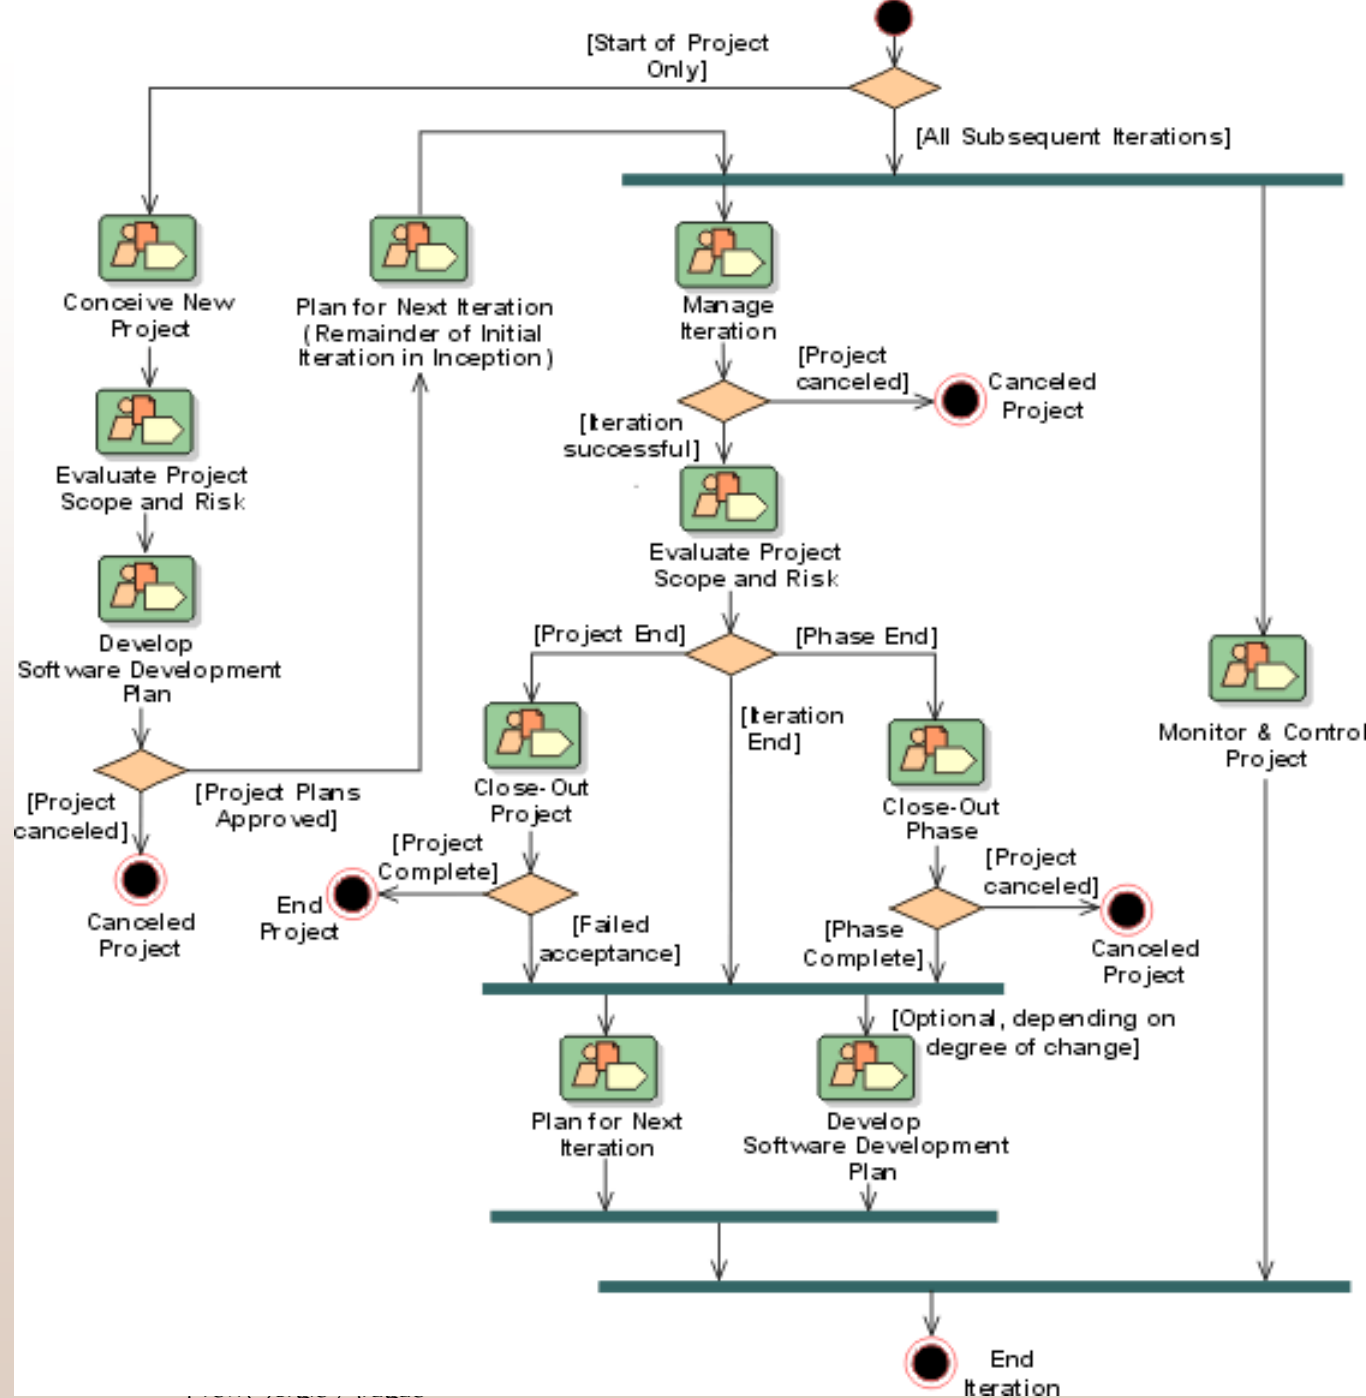 [Start of Project
Only]
[All Subsequent Iterations]
Conceive New
Project
Plan for Next Iteration
(Remainder of Initial
Iteration in Inception)
Manage
Iteration
[Project
canceled]
Canceled
Project
[Iteration
successful]
Evaluate Project
Scope and Risk
Evaluate Project
Scope and Risk
Develop
Software Development
Plan
[Project End]
[Phase End]
[Iteration
End]
Monitor & Control
Project
[Project
canceled]
[Project Plans
Approved]
Close-Out
Project
Close-Out
Phase
[Project
Complete]
[Project
canceled]
Canceled
Project
End
Project
[Failed
acceptance]
[Phase
Complete]
Canceled
Project
[Optional, depending on
degree of change]
Plan for Next
Iteration
Develop
Software Development
Plan
End
Iteration